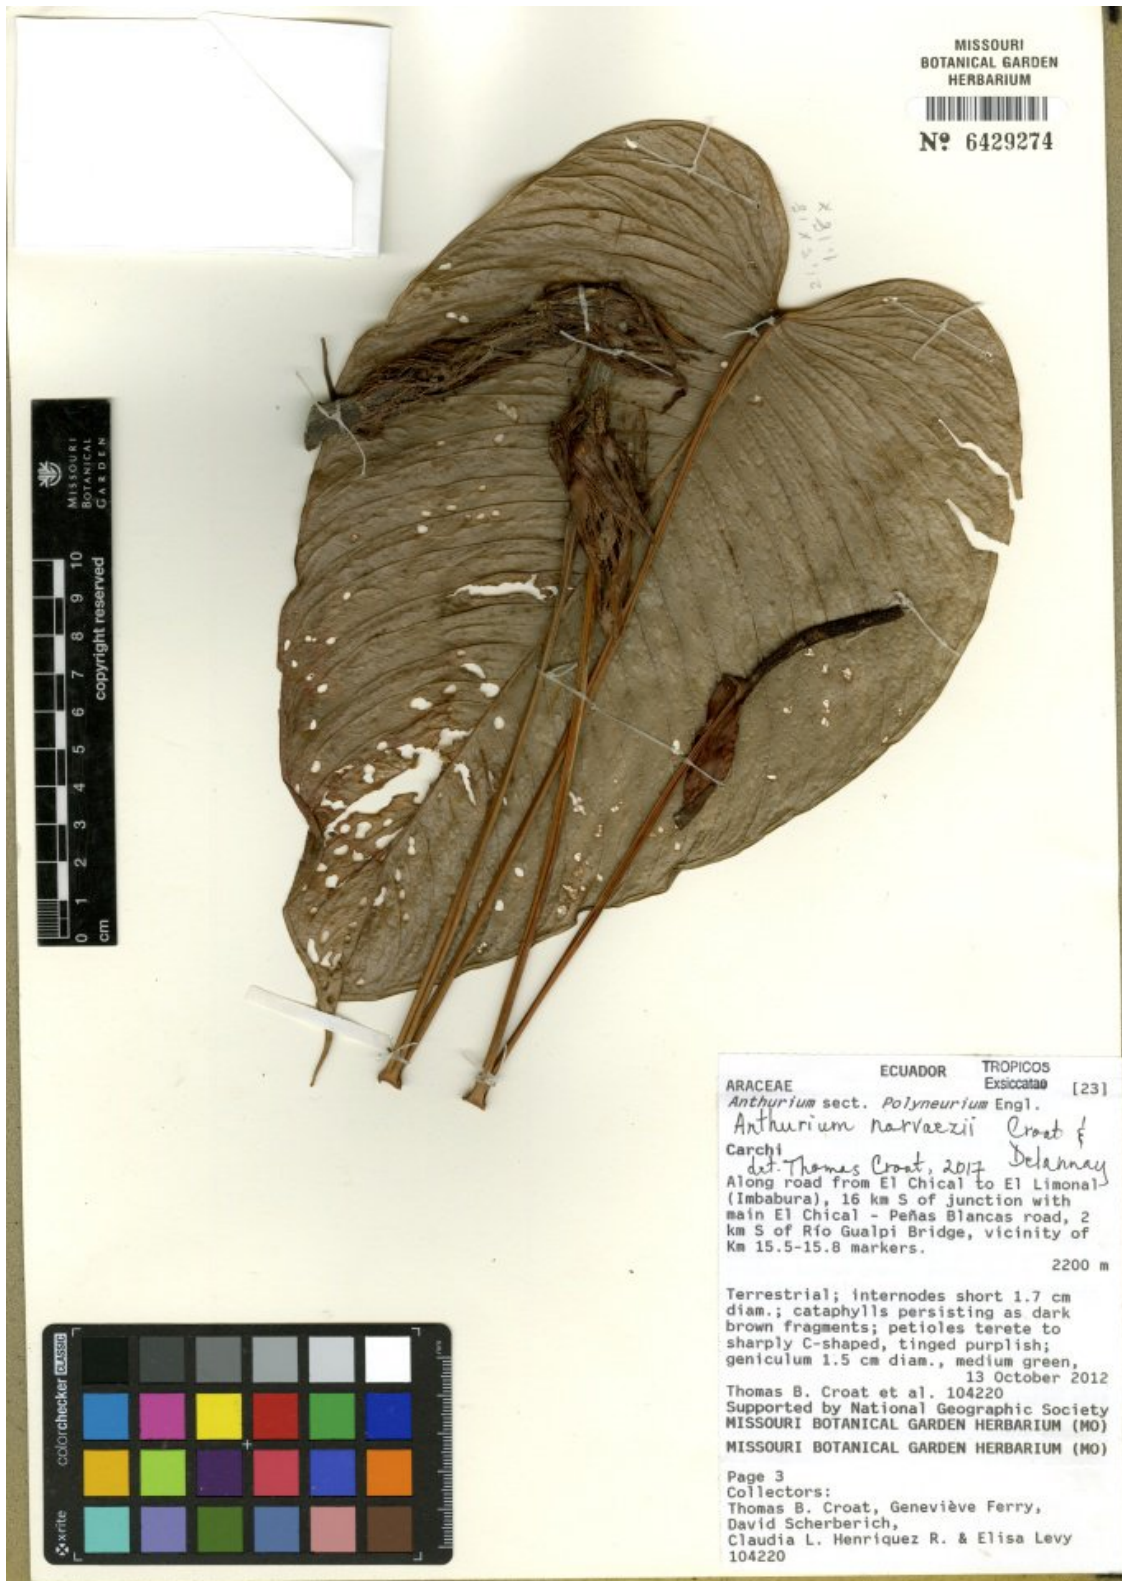 MISSOURI
BOTANICAL GARDEN
HERBARIUM
Nº 6429274
MISSOURI
BOTANICAL
GARDEN
copyright reserved
10
9
8
7
6
5
4
3
2
1
0
cm
ECUADOR
TROPICOS
Exsiccatae
[23]
ARACEAE
Anthurium sect. Polyneurium Engl.
Anthurium narvaezii Croat &
Delannay
Carchi
det. Thomas Croat, 2017
Along road from El Chical to El Limonal
(Imbabura), 16 km S of junction with
main El Chical - Peñas Blancas road, 2
km S of Río Gualpi Bridge, vicinity of
Km 15.5-15.8 markers.
2200 m
Terrestrial; internodes short 1.7 cm
diam.; cataphylls persisting as dark
brown fragments; petioles terete to
sharply C-shaped, tinged purplish;
geniculum 1.5 cm diam., medium green,
13 October 2012
Thomas B. Croat et al. 104220
Supported by National Geographic Society
MISSOURI BOTANICAL GARDEN HERBARIUM (MO)
MISSOURI BOTANICAL GARDEN HERBARIUM (MO)
Page 3
Collectors:
Thomas B. Croat, Geneviève Ferry,
David Scherberich,
Claudia L. Henriquez R. & Elisa Levy
104220
colorchecker CLASSIC
x·rite